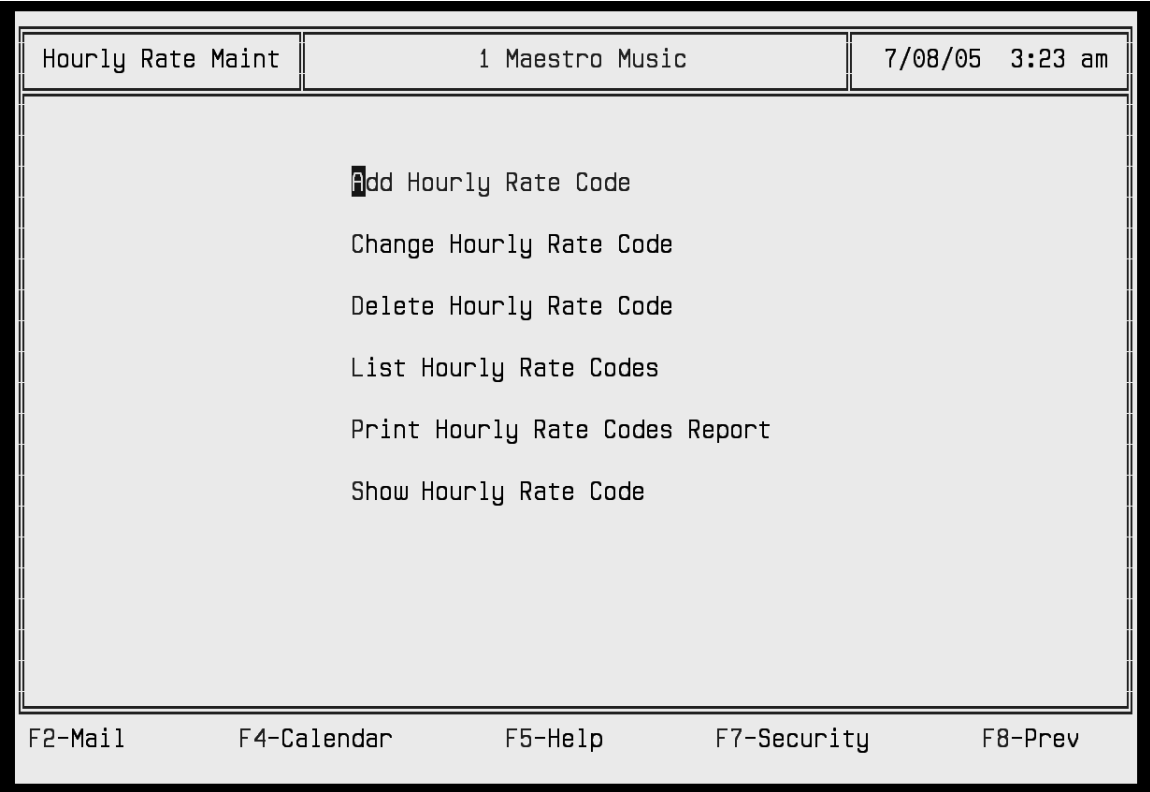 Hourly Rate Maint 1 Maestro Music 7/08/05 3:23 am
Add Hourly Rate Code
Change Hourly Rate Code
Delete Hourly Rate Code
List Hourly Rate Codes
Print Hourly Rate Codes Report
Show Hourly Rate Code
F2-Mail F4-Calendar F5-Help F7-Security F8-Prev